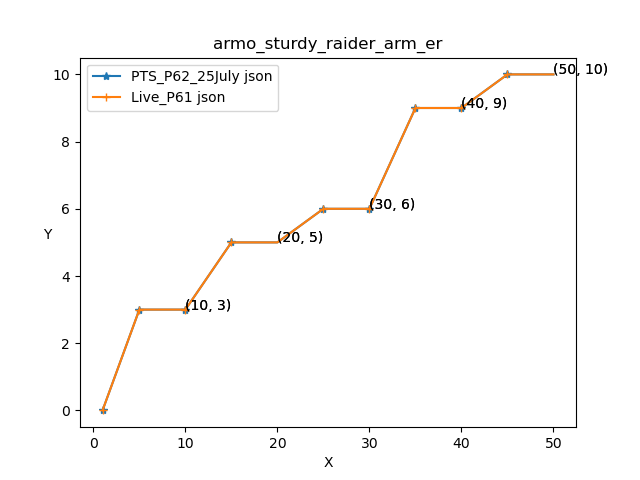 armo_sturdy_raider_arm_er
PTS_P62_25July json
Live_P61 json
10
8
6
4
2
0
Y
(50, 10)
(40, 9)
(30, 6)
(20, 5)
(10, 3)
0 10 20 30 40 50
X